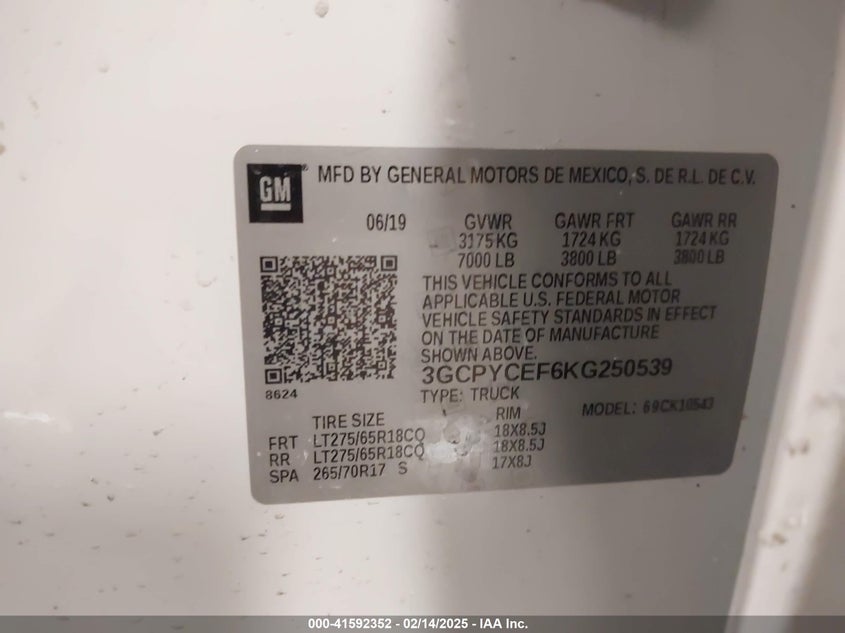 GM
MFD BY GENERAL MOTORS DE MEXICO, S. DE R.L. DE C.V.
06/19 GVWR GAWR FRT GAWR RR
3175 KG 1724 KG 1724 KG
7000 LB 3800 LB 3800 LB
THIS VEHICLE CONFORMS TO ALL
APPLICABLE U.S. FEDERAL MOTOR
VEHICLE SAFETY STANDARDS IN EFFECT
ON THE DATE OF MANUFACTURE
SHOWN ABOVE.
3GCPYCEF6KG250539
8624
TYPE: TRUCK MODEL: 69CK10543
TIRE SIZE RIM
FRT LT275/65R18CQ 18X8.5J
RR LT275/65R18CQ 18X8.5J
SPA 265/70R17 S 17X8J
000-41592352 - 02/14/2025 - IAA Inc.